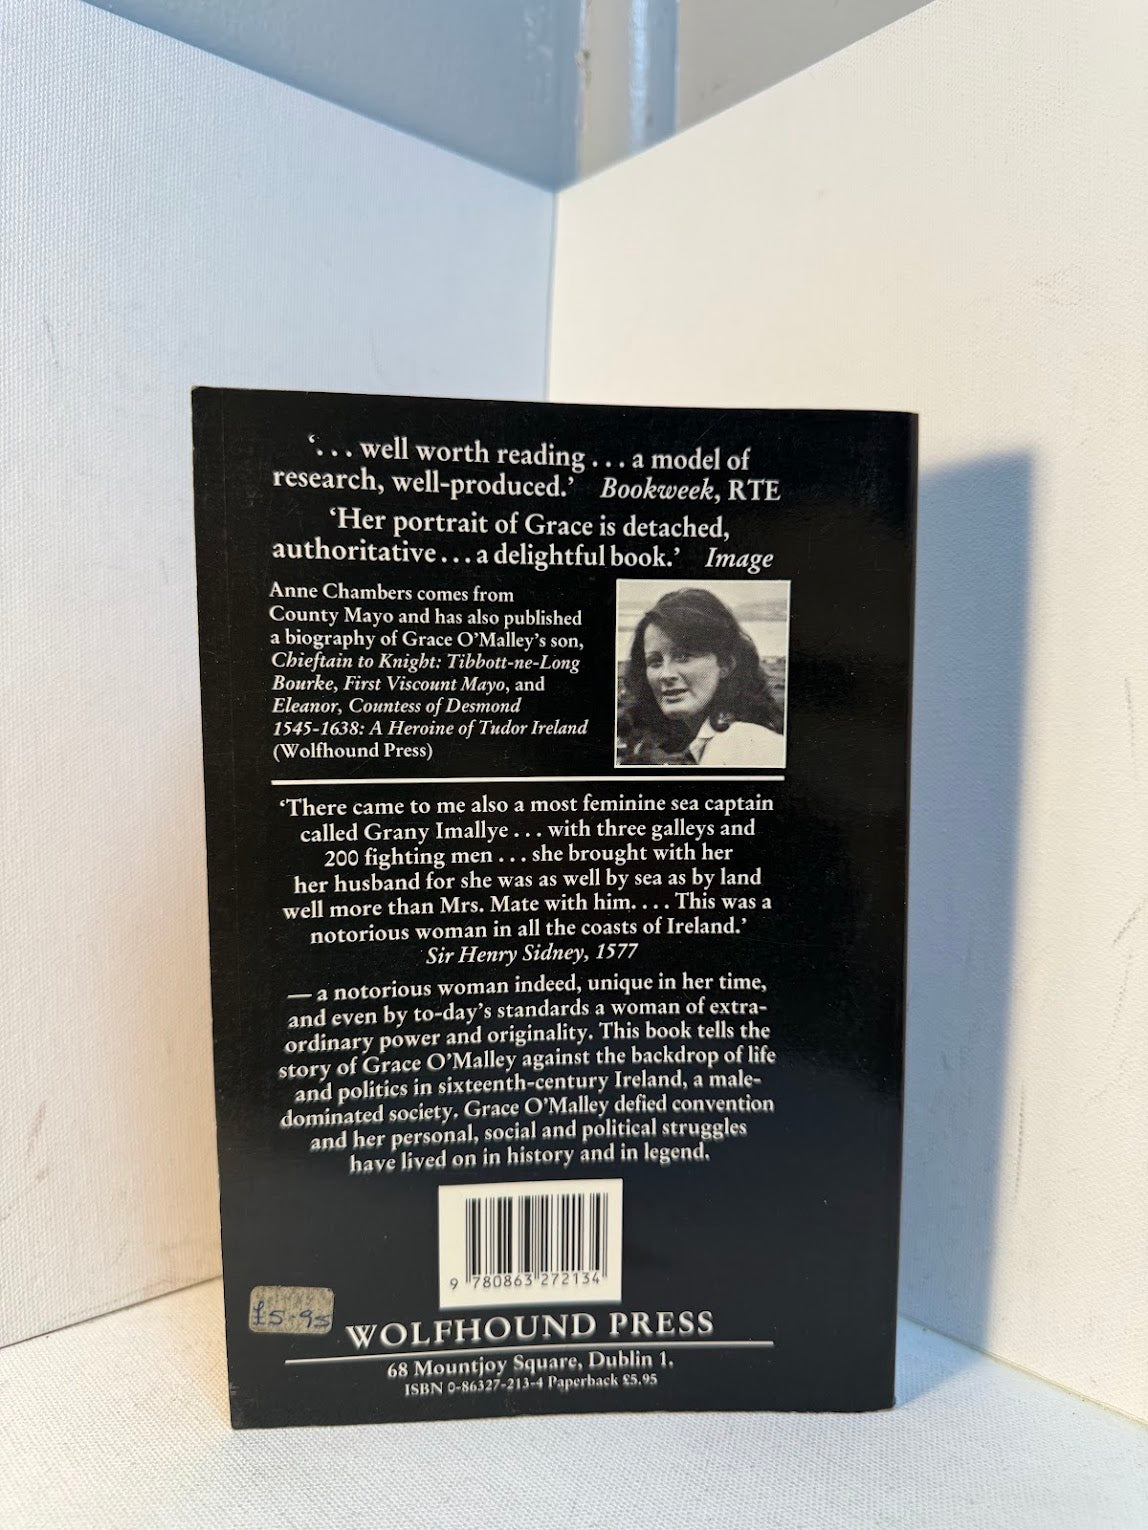 ‘. . . well worth reading . . . a model of
research, well-produced.’ Bookweek, RTE
‘Her portrait of Grace is detached,
authoritative . . . a delightful book.’ Image
Anne Chambers comes from
County Mayo and has also published
a biography of Grace O’Malley’s son,
Chieftain to Knight: Tibbott-ne-Long
Bourke, First Viscount Mayo, and
Eleanor, Countess of Desmond
1545-1638: A Heroine of Tudor Ireland
(Wolfhound Press)
‘There came to me also a most feminine sea captain
called Grany Imallye . . . with three galleys and
200 fighting men . . . she brought with her
her husband for she was as well by sea as by land
well more than Mrs. Mate with him. . . . This was a
notorious woman in all the coasts of Ireland.’
Sir Henry Sidney, 1577
— a notorious woman indeed, unique in her time,
and even by to-day’s standards a woman of extra-
ordinary power and originality. This book tells the
story of Grace O’Malley against the backdrop of life
and politics in sixteenth-century Ireland, a male-
dominated society. Grace O’Malley defied convention
and her personal, social and political struggles
have lived on in history and in legend.
9 780863 272134
£5.95
WOLFHOUND PRESS
68 Mountjoy Square, Dublin 1.
ISBN 0-86327-213-4 Paperback £5.95